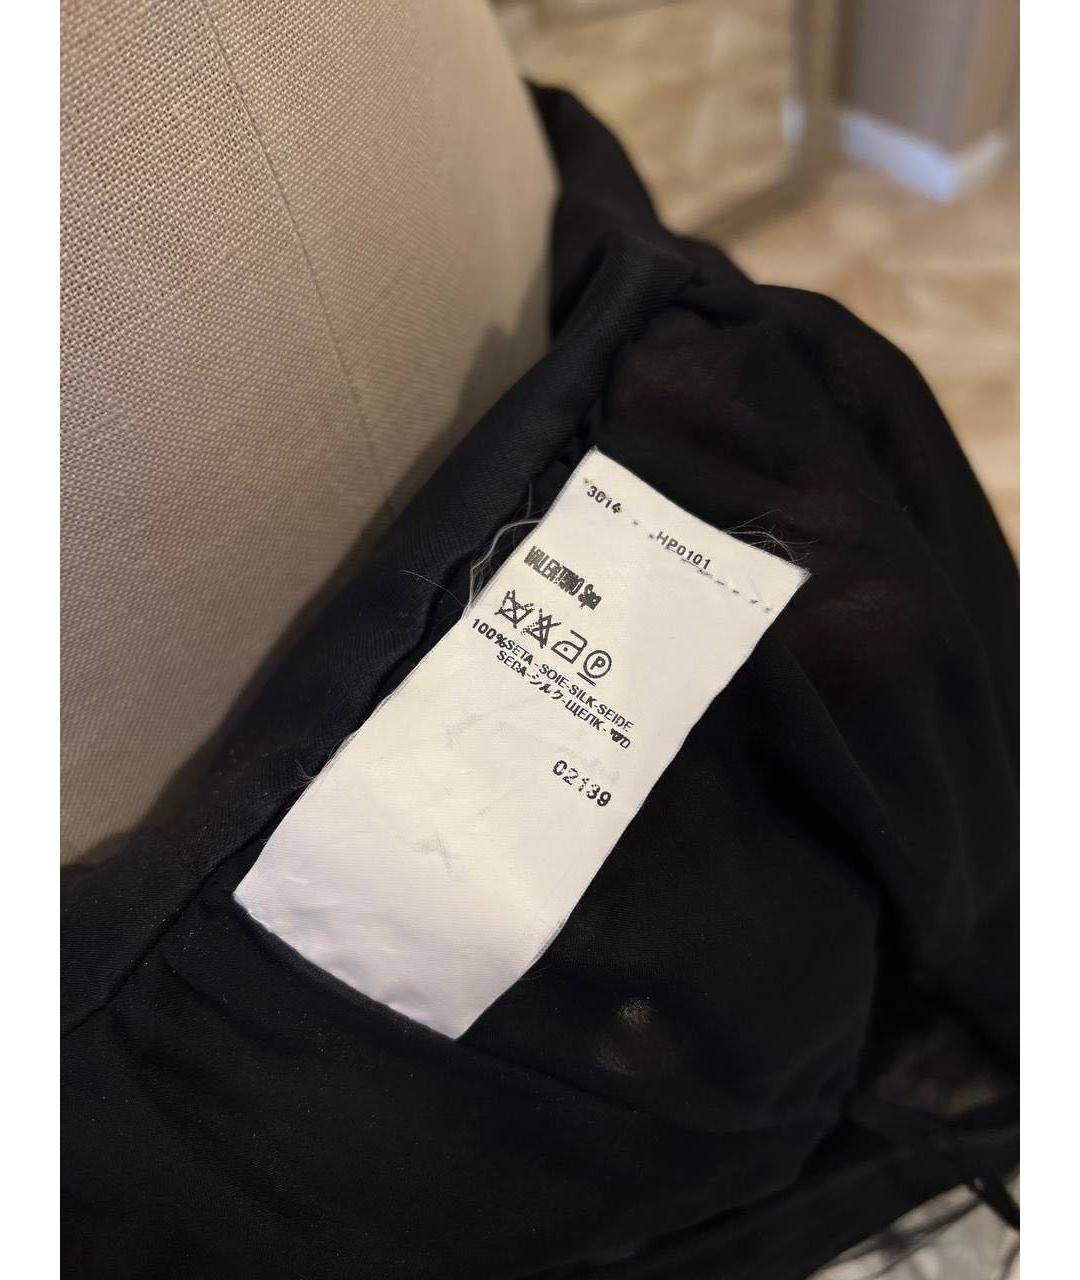 3014 HP0101
VALENTINO SpA
P
100%SETA-SOIE-SILK-SEIDE
SEDA-シルク-ШЕЛК-
02139